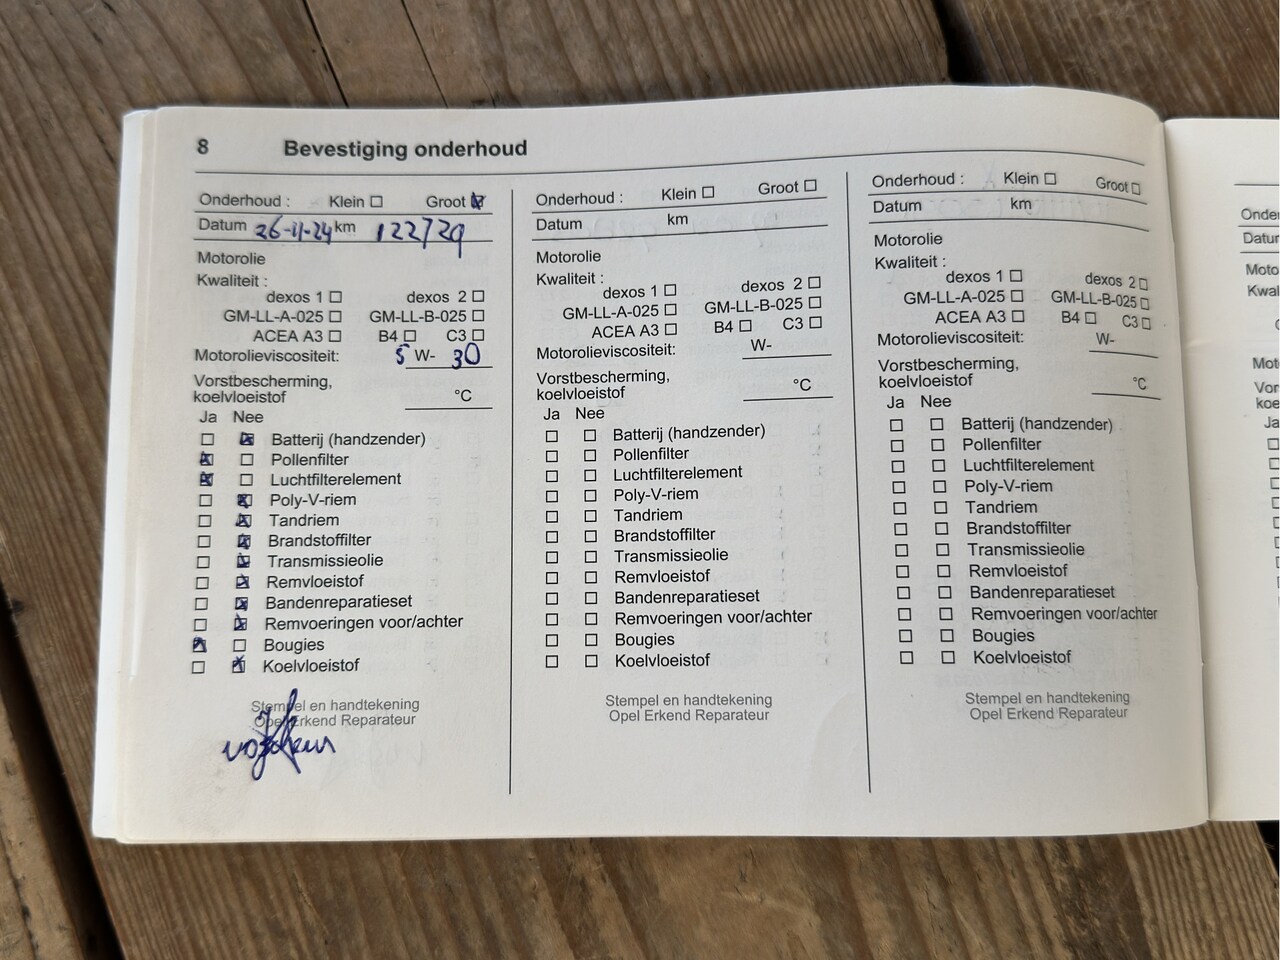 8 Bevestiging onderhoud
Onderhoud : Klein ☐ Groot ☒
Datum 26-11-24 km 122729
Motorolie
Kwaliteit :
dexos 1 ☐ dexos 2 ☐
GM-LL-A-025 ☐ GM-LL-B-025 ☐
ACEA A3 ☐ B4 ☐ C3 ☐
Motorolieviscositeit: 5 W- 30
Vorstbescherming,
koelvloeistof °C
Ja Nee
☐ ☒ Batterij (handzender)
☒ ☐ Pollenfilter
☒ ☐ Luchtfilterelement
☐ ☒ Poly-V-riem
☐ ☒ Tandriem
☐ ☒ Brandstoffilter
☐ ☒ Transmissieolie
☐ ☒ Remvloeistof
☐ ☒ Bandenreparatieset
☐ ☒ Remvoeringen voor/achter
☒ ☐ Bougies
☐ ☒ Koelvloeistof
Stempel en handtekening
Opel Erkend Reparateur
Onderhoud : Klein ☐ Groot ☐
Datum km
Motorolie
Kwaliteit :
dexos 1 ☐ dexos 2 ☐
GM-LL-A-025 ☐ GM-LL-B-025 ☐
ACEA A3 ☐ B4 ☐ C3 ☐
Motorolieviscositeit: W-
Vorstbescherming,
koelvloeistof °C
Ja Nee
☐ ☐ Batterij (handzender)
☐ ☐ Pollenfilter
☐ ☐ Luchtfilterelement
☐ ☐ Poly-V-riem
☐ ☐ Tandriem
☐ ☐ Brandstoffilter
☐ ☐ Transmissieolie
☐ ☐ Remvloeistof
☐ ☐ Bandenreparatieset
☐ ☐ Remvoeringen voor/achter
☐ ☐ Bougies
☐ ☐ Koelvloeistof
Stempel en handtekening
Opel Erkend Reparateur
Onderhoud : Klein ☐ Groot ☐
Datum km
Motorolie
Kwaliteit :
dexos 1 ☐ dexos 2 ☐
GM-LL-A-025 ☐ GM-LL-B-025 ☐
ACEA A3 ☐ B4 ☐ C3 ☐
Motorolieviscositeit: W-
Vorstbescherming,
koelvloeistof °C
Ja Nee
☐ ☐ Batterij (handzender)
☐ ☐ Pollenfilter
☐ ☐ Luchtfilterelement
☐ ☐ Poly-V-riem
☐ ☐ Tandriem
☐ ☐ Brandstoffilter
☐ ☐ Transmissieolie
☐ ☐ Remvloeistof
☐ ☐ Bandenreparatieset
☐ ☐ Remvoeringen voor/achter
☐ ☐ Bougies
☐ ☐ Koelvloeistof
Stempel en handtekening
Opel Erkend Reparateur